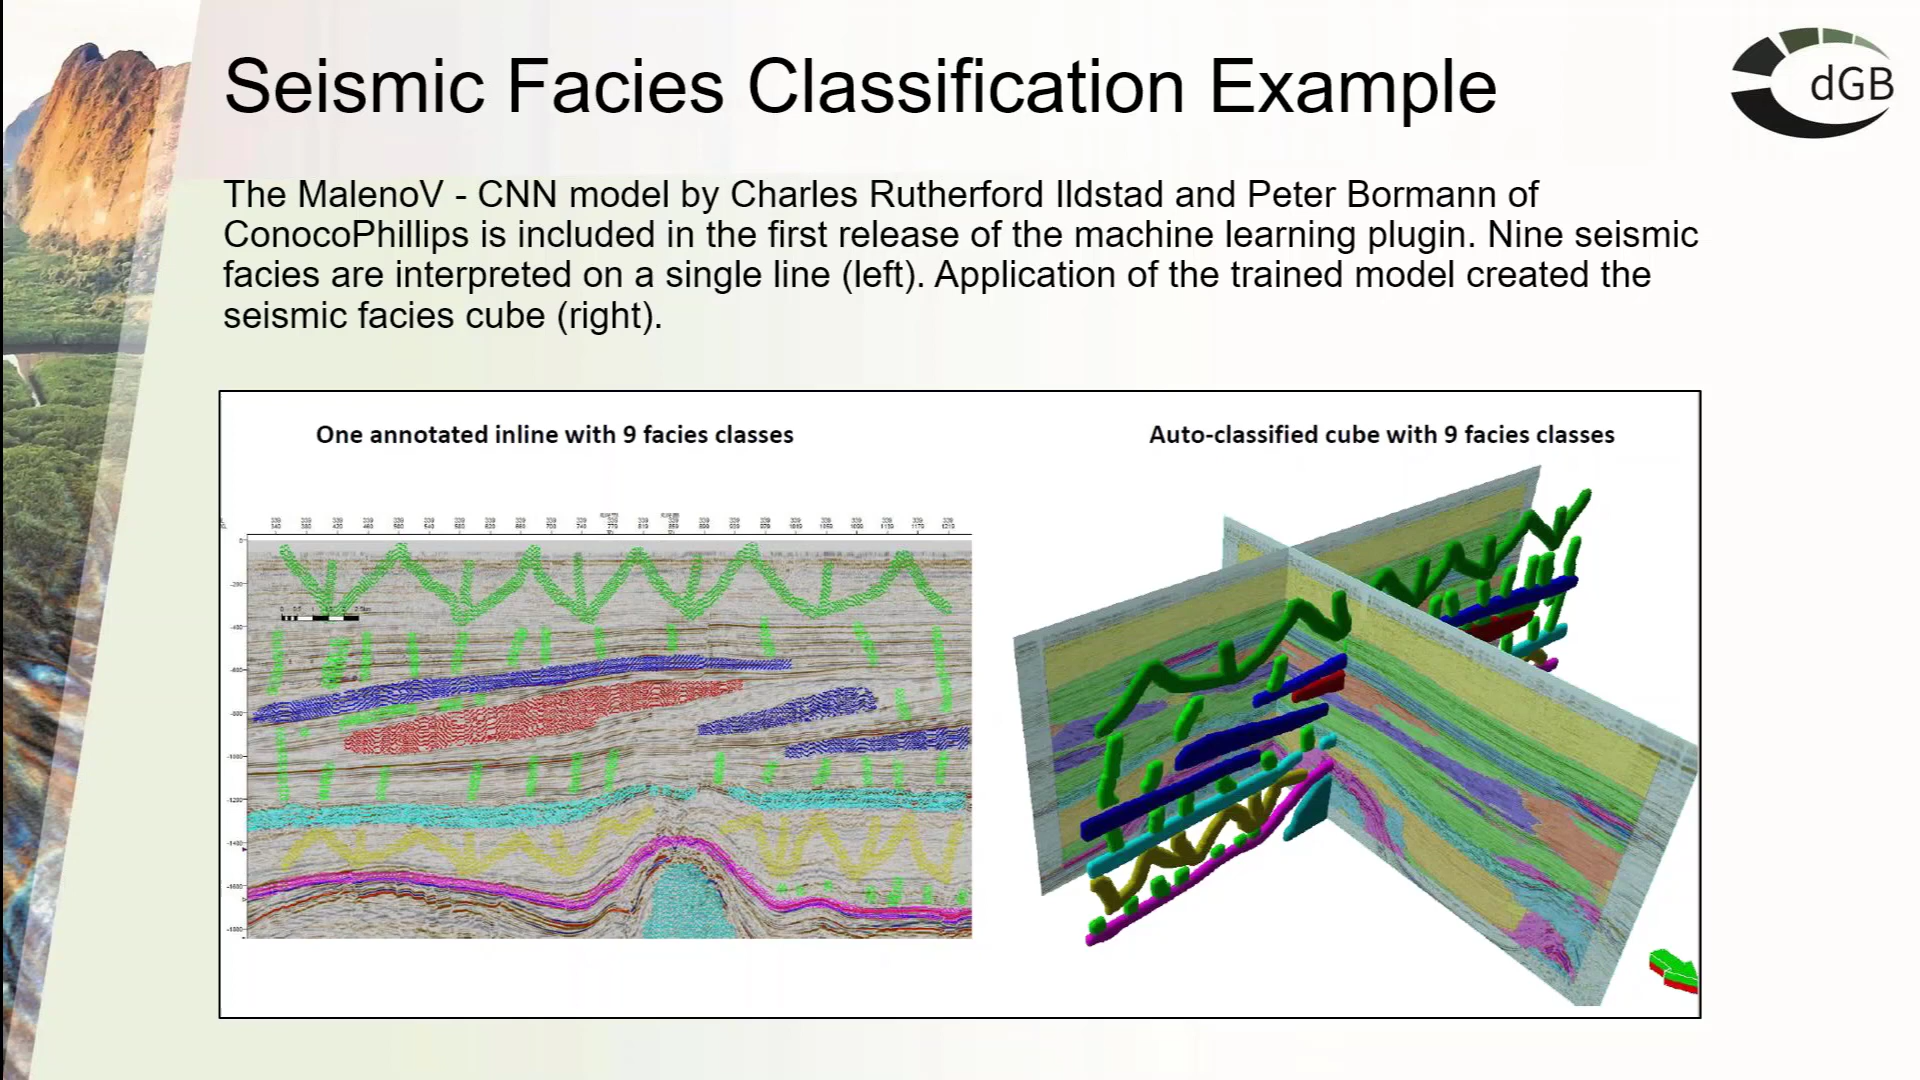 Seismic Facies Classification Example
dGB
The MalenoV - CNN model by Charles Rutherford Ildstad and Peter Bormann of
ConocoPhillips is included in the first release of the machine learning plugin. Nine seismic
facies are interpreted on a single line (left). Application of the trained model created the
seismic facies cube (right).
One annotated inline with 9 facies classes
Auto-classified cube with 9 facies classes